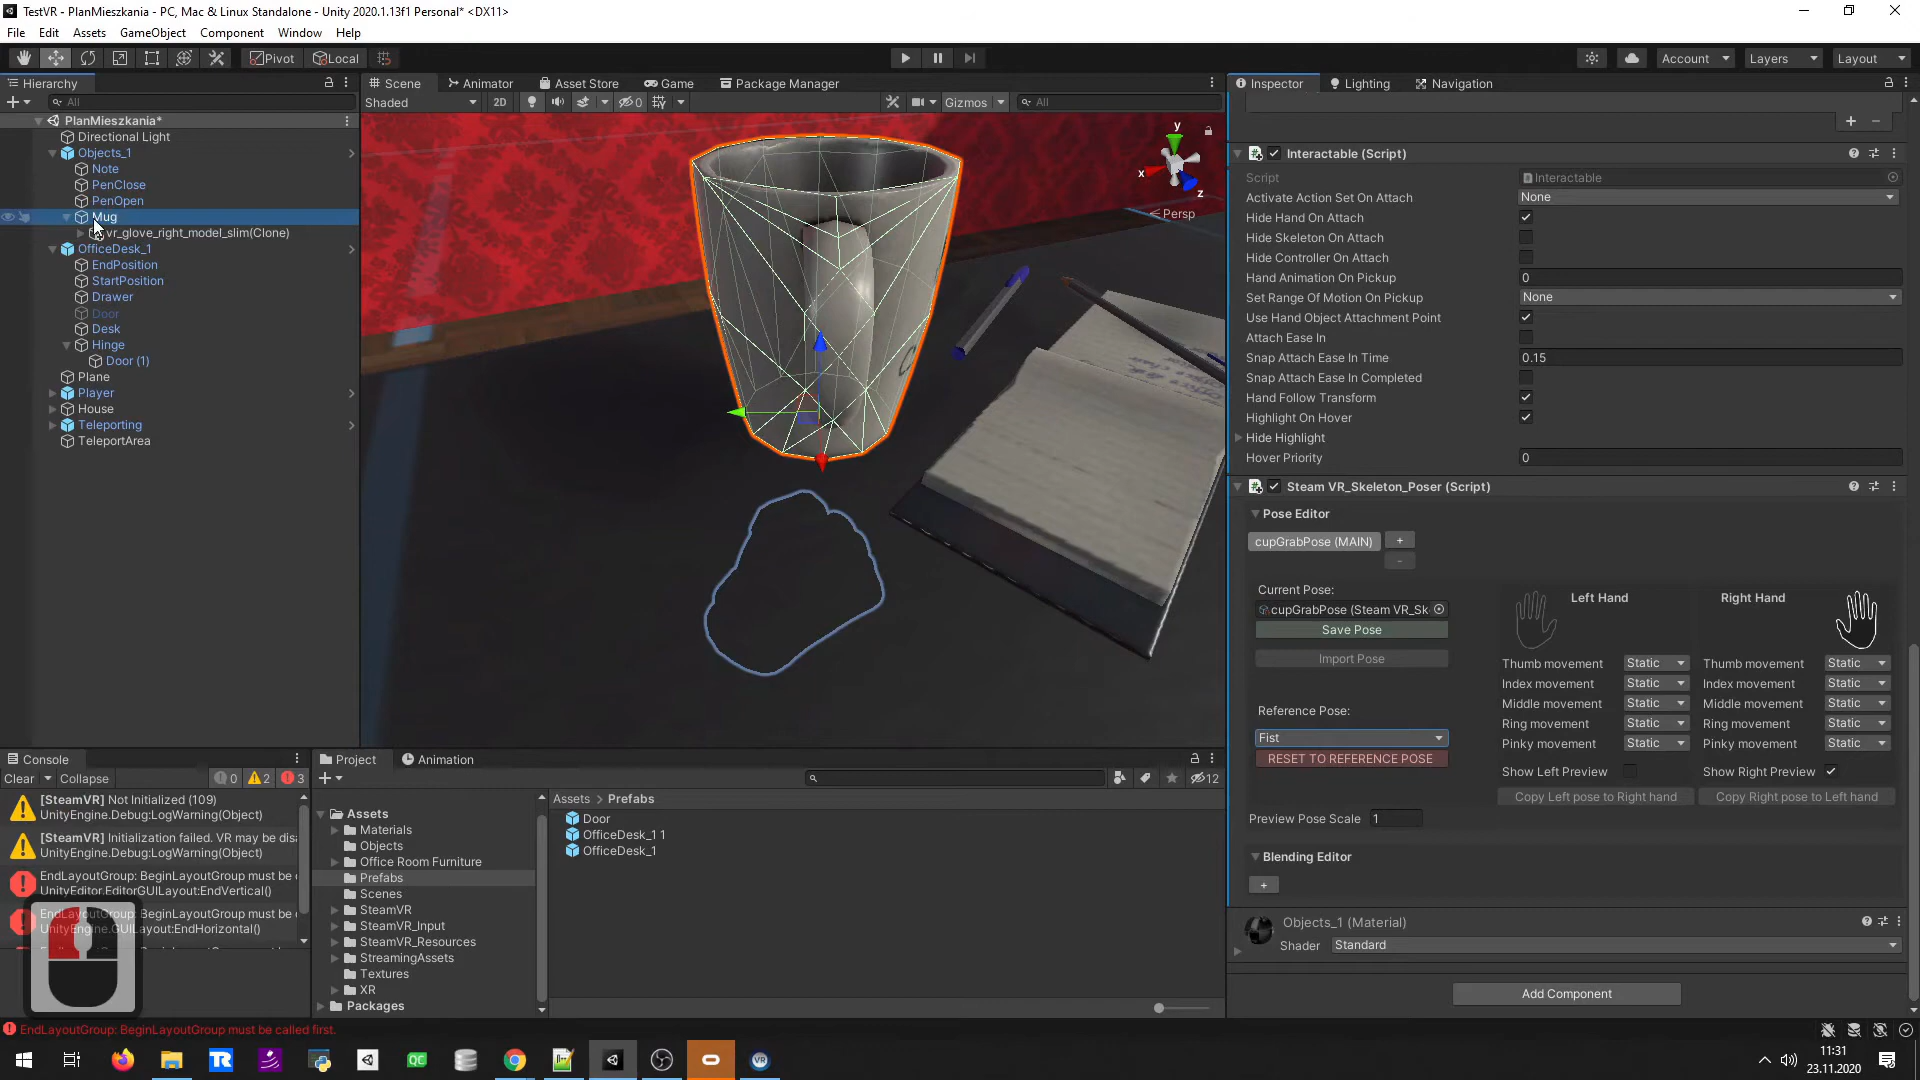 TestVR - PlanMieszkania - PC, Mac & Linux Standalone - Unity 2020.1.13f1 Personal* <DX11>
File Edit Assets GameObject Component Window Help
Pivot Local Account Layers Layout
Hierarchy
All
PlanMieszkania*
Directional Light
Objects_1
Note
PenClose
PenOpen
Mug
vr_glove_right_model_slim(Clone)
OfficeDesk_1
EndPosition
StartPosition
Drawer
Door
Desk
Hinge
Door (1)
Plane
Player
House
Teleporting
TeleportArea
Scene Animator Asset Store Game Package Manager
Shaded 2D 0 Gizmos All
y
x
z
Persp
Inspector Lighting Navigation
Interactable (Script)
Script Interactable
Activate Action Set On Attach None
Hide Hand On Attach
Hide Skeleton On Attach
Hide Controller On Attach
Hand Animation On Pickup 0
Set Range Of Motion On Pickup None
Use Hand Object Attachment Point
Attach Ease In
Snap Attach Ease In Time 0.15
Snap Attach Ease In Completed
Hand Follow Transform
Highlight On Hover
Hide Highlight
Hover Priority 0
Steam VR_Skeleton_Poser (Script)
Pose Editor
cupGrabPose (MAIN) +
-
Current Pose:
cupGrabPose (Steam VR_Sk
Save Pose
Import Pose
Left Hand Right Hand
Thumb movement Static Thumb movement Static
Index movement Static Index movement Static
Middle movement Static Middle movement Static
Ring movement Static Ring movement Static
Pinky movement Static Pinky movement Static
Reference Pose:
Fist
RESET TO REFERENCE POSE
Show Left Preview Show Right Preview
Copy Left pose to Right hand Copy Right pose to Left hand
Preview Pose Scale 1
Blending Editor
+
Objects_1 (Material)
Shader Standard
Add Component
Console
Clear Collapse 0 2 3
[SteamVR] Not Initialized (109)
UnityEngine.Debug:LogWarning(Object)
[SteamVR] Initialization failed. VR may be disa
UnityEngine.Debug:LogWarning(Object)
EndLayoutGroup: BeginLayoutGroup must be c
UnityEditor.EditorGUILayout:EndVertical()
EndLayoutGroup: BeginLayoutGroup must be c
UnityEngine.GUILayout:EndHorizontal()
Project Animation
12
Assets
Materials
Objects
Office Room Furniture
Prefabs
Scenes
SteamVR
SteamVR_Input
SteamVR_Resources
StreamingAssets
Textures
XR
Packages
Assets > Prefabs
Door
OfficeDesk_1 1
OfficeDesk_1
EndLayoutGroup: BeginLayoutGroup must be called first.
TR QC VR
11:31
23.11.2020